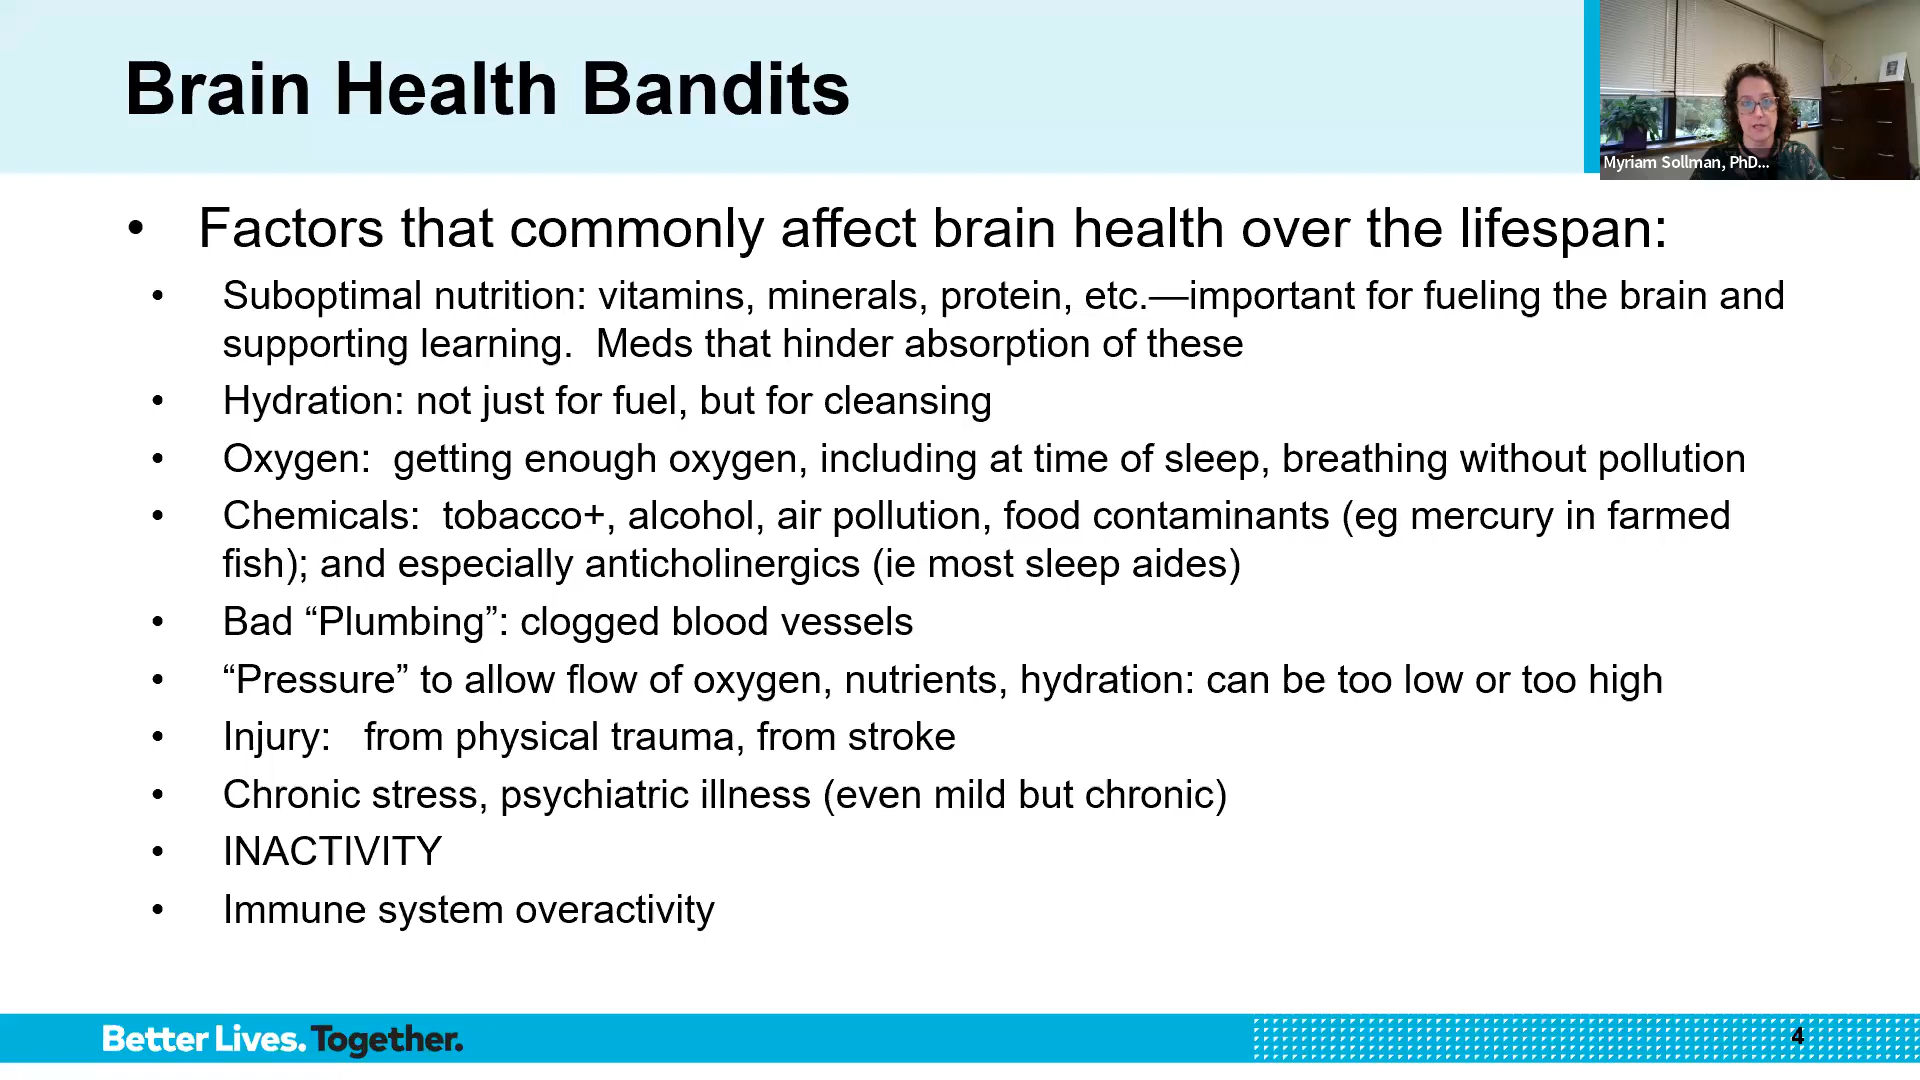 Brain Health Bandits
Myriam Sollman, PhD...
• Factors that commonly affect brain health over the lifespan:
• Suboptimal nutrition: vitamins, minerals, protein, etc.—important for fueling the brain and
supporting learning.  Meds that hinder absorption of these
• Hydration: not just for fuel, but for cleansing
• Oxygen:  getting enough oxygen, including at time of sleep, breathing without pollution
• Chemicals:  tobacco+, alcohol, air pollution, food contaminants (eg mercury in farmed
fish); and especially anticholinergics (ie most sleep aides)
• Bad “Plumbing”: clogged blood vessels
• “Pressure” to allow flow of oxygen, nutrients, hydration: can be too low or too high
• Injury:   from physical trauma, from stroke
• Chronic stress, psychiatric illness (even mild but chronic)
• INACTIVITY
• Immune system overactivity
Better Lives. Together.
4